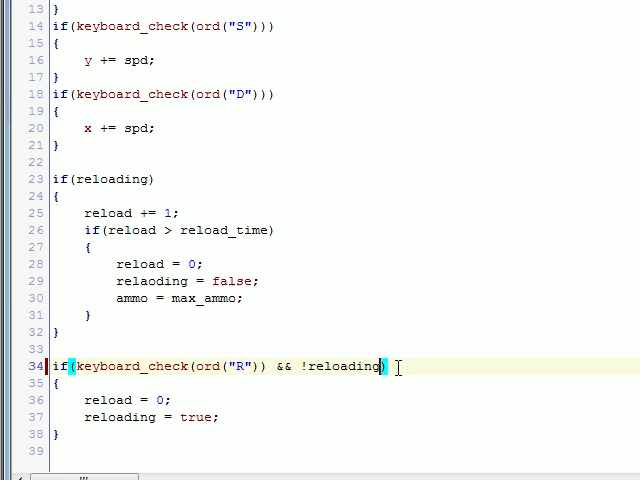 13 }
14 if(keyboard_check(ord("S")))
15 {
16     y += spd;
17 }
18 if(keyboard_check(ord("D")))
19 {
20     x += spd;
21 }
22
23 if(reloading)
24 {
25     reload += 1;
26     if(reload > reload_time)
27     {
28         reload = 0;
29         relaoding = false;
30         ammo = max_ammo;
31     }
32 }
33
34 if(keyboard_check(ord("R")) && !reloading)
35 {
36     reload = 0;
37     reloading = true;
38 }
39